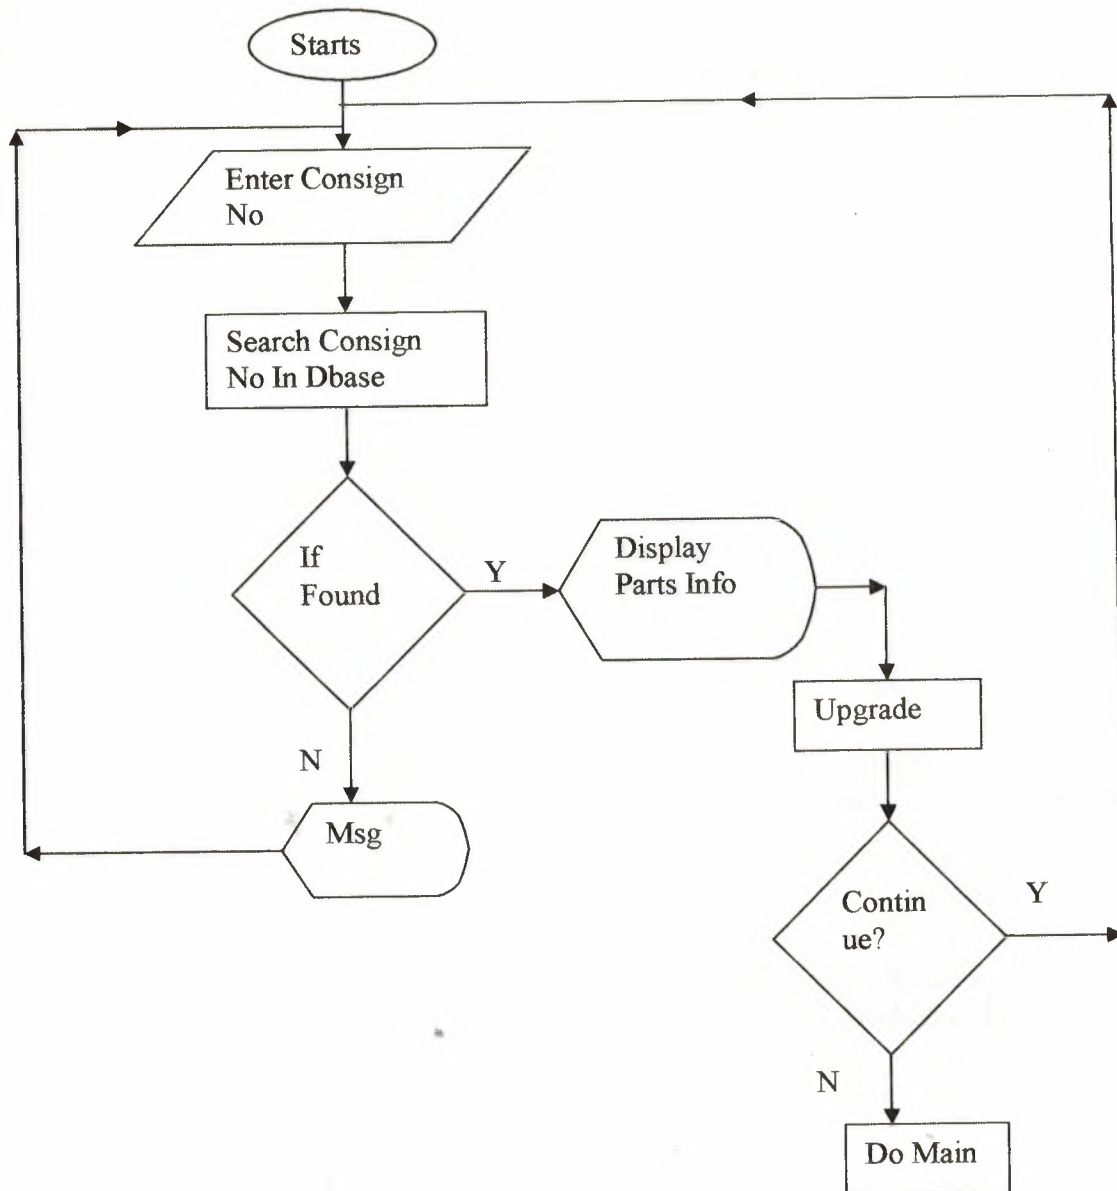 Starts
Enter Consign
No
Search Consign
No In Dbase
If
Found
Y
Display
Parts Info
Upgrade
N
Msg
Contin
ue?
Y
N
Do Main